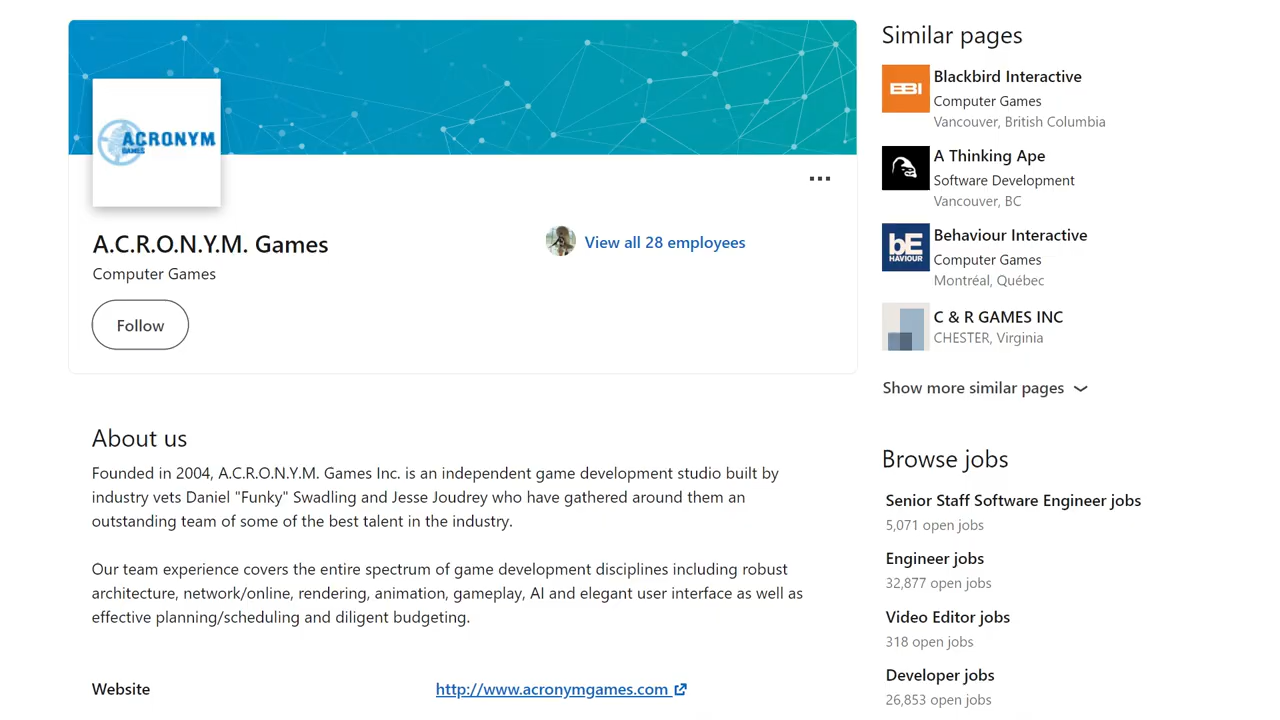 ACRONYM
GAMES
A.C.R.O.N.Y.M. Games
Computer Games
Follow
View all 28 employees
About us
Founded in 2004, A.C.R.O.N.Y.M. Games Inc. is an independent game development studio built by
industry vets Daniel "Funky" Swadling and Jesse Joudrey who have gathered around them an
outstanding team of some of the best talent in the industry.
Our team experience covers the entire spectrum of game development disciplines including robust
architecture, network/online, rendering, animation, gameplay, AI and elegant user interface as well as
effective planning/scheduling and diligent budgeting.
Website
http://www.acronymgames.com
Similar pages
BBI
Blackbird Interactive
Computer Games
Vancouver, British Columbia
A Thinking Ape
Software Development
Vancouver, BC
bE
HAVIOUR
Behaviour Interactive
Computer Games
Montréal, Québec
C & R GAMES INC
CHESTER, Virginia
Show more similar pages
Browse jobs
Senior Staff Software Engineer jobs
5,071 open jobs
Engineer jobs
32,877 open jobs
Video Editor jobs
318 open jobs
Developer jobs
26,853 open jobs